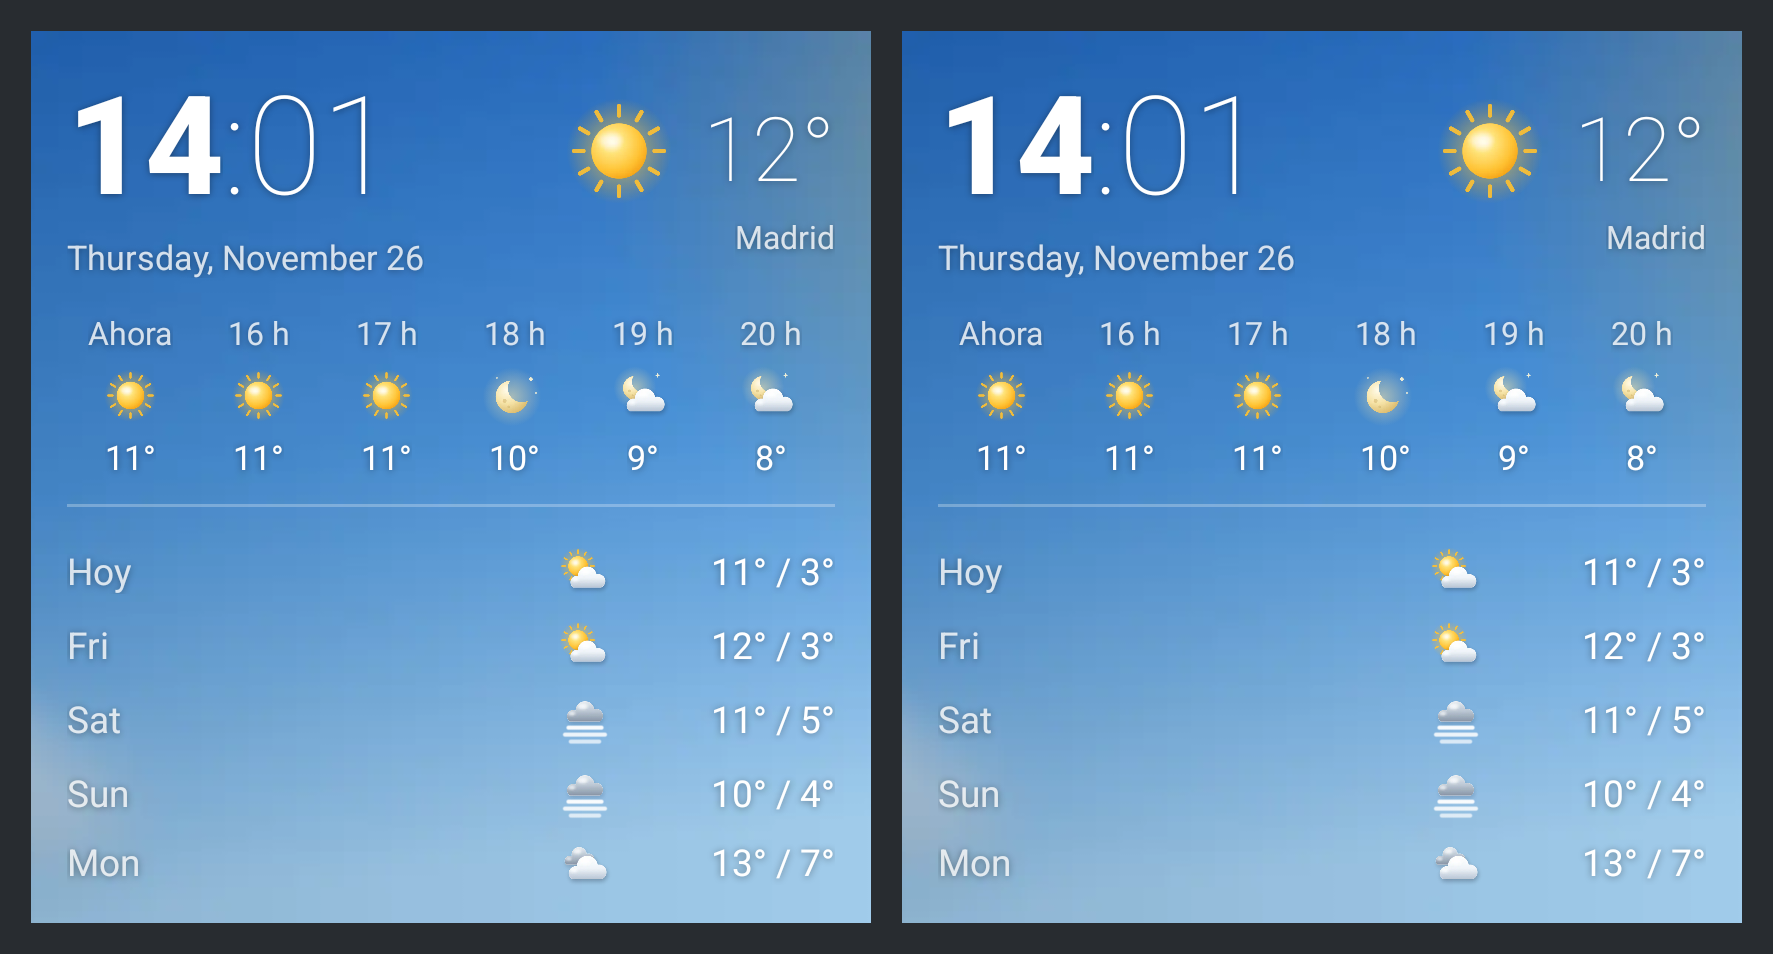 14:01
12°
Madrid
Thursday, November 26
Ahora 16 h 17 h 18 h 19 h 20 h
11° 11° 11° 10° 9° 8°
Hoy 11° / 3°
Fri 12° / 3°
Sat 11° / 5°
Sun 10° / 4°
Mon 13° / 7°
14:01
12°
Madrid
Thursday, November 26
Ahora 16 h 17 h 18 h 19 h 20 h
11° 11° 11° 10° 9° 8°
Hoy 11° / 3°
Fri 12° / 3°
Sat 11° / 5°
Sun 10° / 4°
Mon 13° / 7°